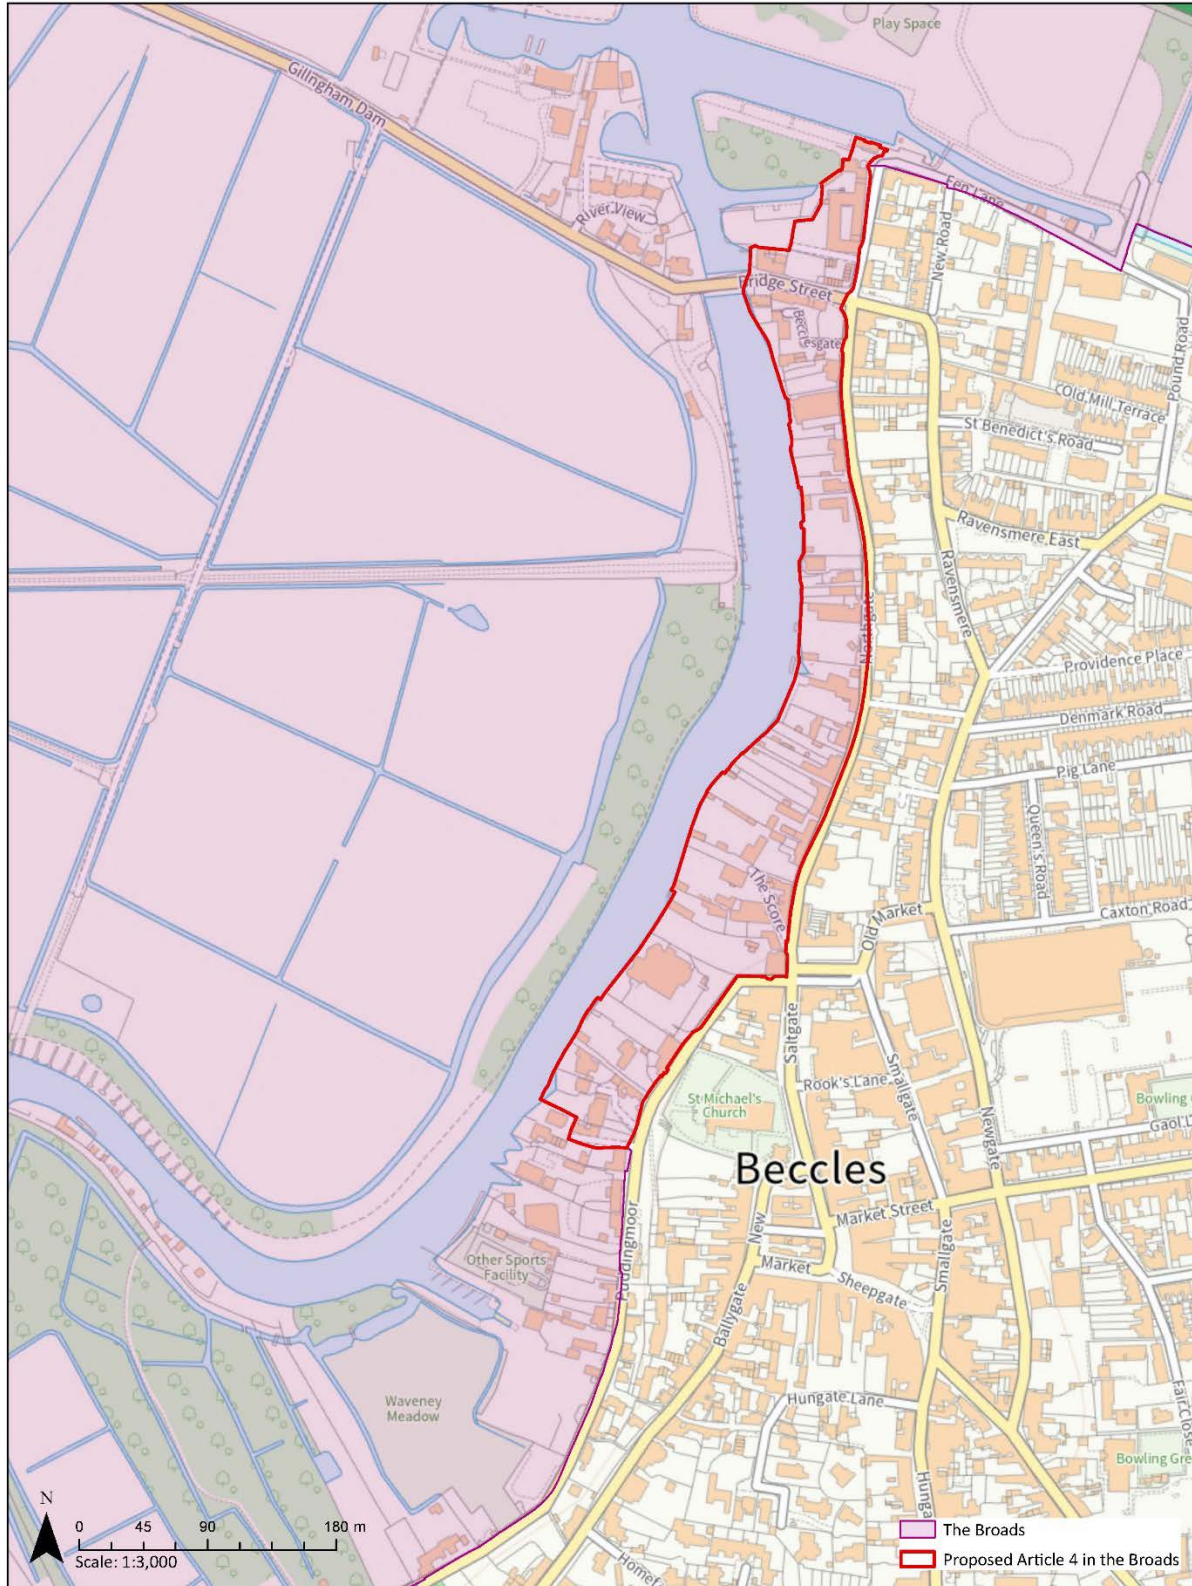 Play Space
Gillngham Dam
River View
Fen Lane
New Road
Bridge Street
Becclesgate
Pound Road
Old Mill Terrace
St Benedict's Road
Ravensmere East
Ravensmere
Northgate
Providence Place
Denmark Road
Pig Lane
Queen's Road
The Score
Old Market
Caxton Road
Saltgate
Rook's Lane
Smallgate
St Michael's
Church
Newgate
Bowling G
Gaol L
Beccles
Market Street
New
Market
Sheepgate
Smallgate
Puddingmoor
Other Sports
Facility
Ballygate
Hungate Lane
Waveney
Meadow
Fair Close
Bowling Gre
Hunga
Homef
N
0 45 90 180 m
Scale: 1:3,000
The Broads
Proposed Article 4 in the Broads